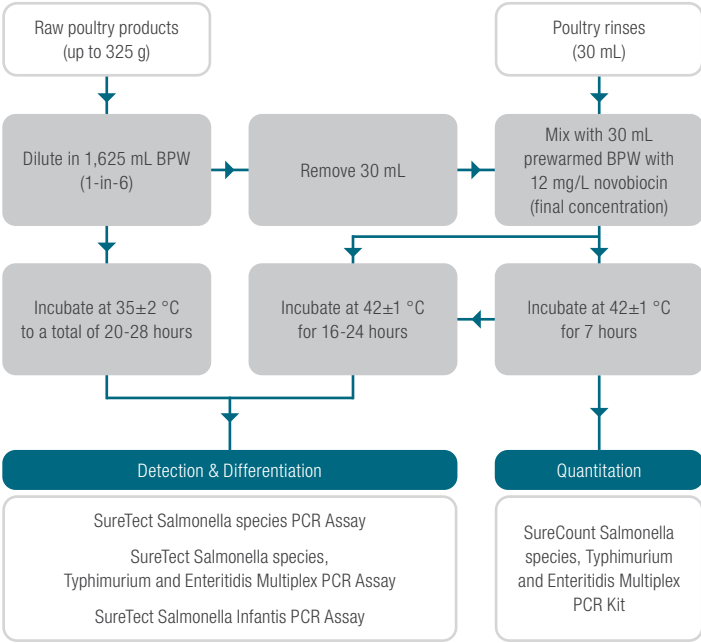 Raw poultry products
(up to 325 g)
Poultry rinses
(30 mL)
Dilute in 1,625 mL BPW
(1-in-6)
Remove 30 mL
Mix with 30 mL
prewarmed BPW with
12 mg/L novobiocin
(final concentration)
Incubate at 35±2 °C
to a total of 20-28 hours
Incubate at 42±1 °C
for 16-24 hours
Incubate at 42±1 °C
for 7 hours
Detection & Differentiation
Quantitation
SureTect Salmonella species PCR Assay
SureTect Salmonella species,
Typhimurium and Enteritidis Multiplex PCR Assay
SureTect Salmonella Infantis PCR Assay
SureCount Salmonella
species, Typhimurium
and Enteritidis Multiplex
PCR Kit